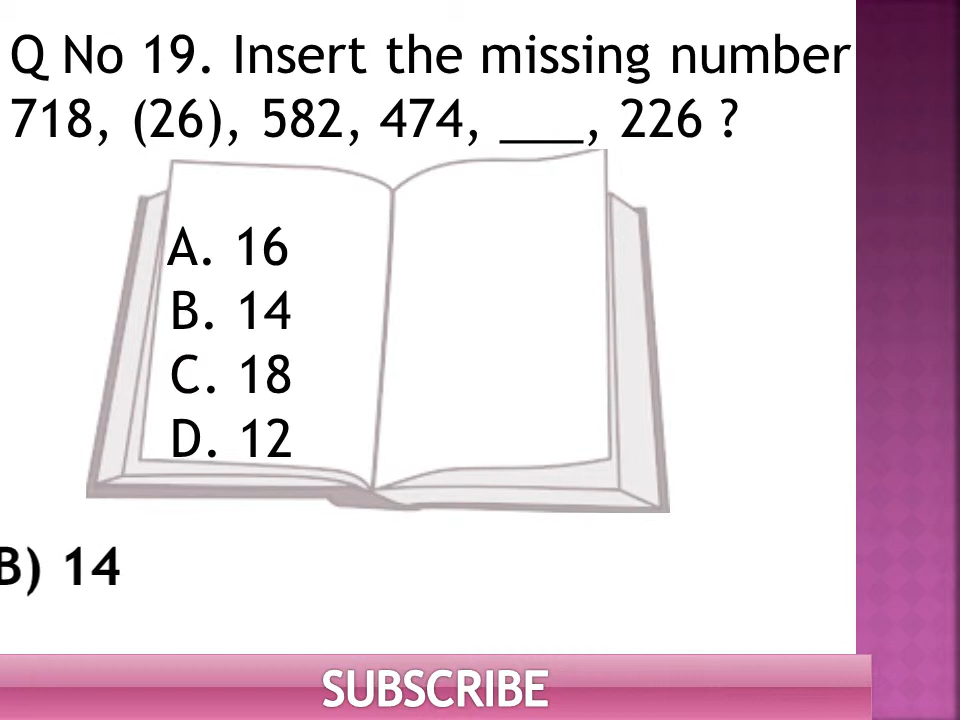 Q No 19. Insert the missing number
718, (26), 582, 474, ___, 226 ?
A. 16
B. 14
C. 18
D. 12
B) 14
SUBSCRIBE